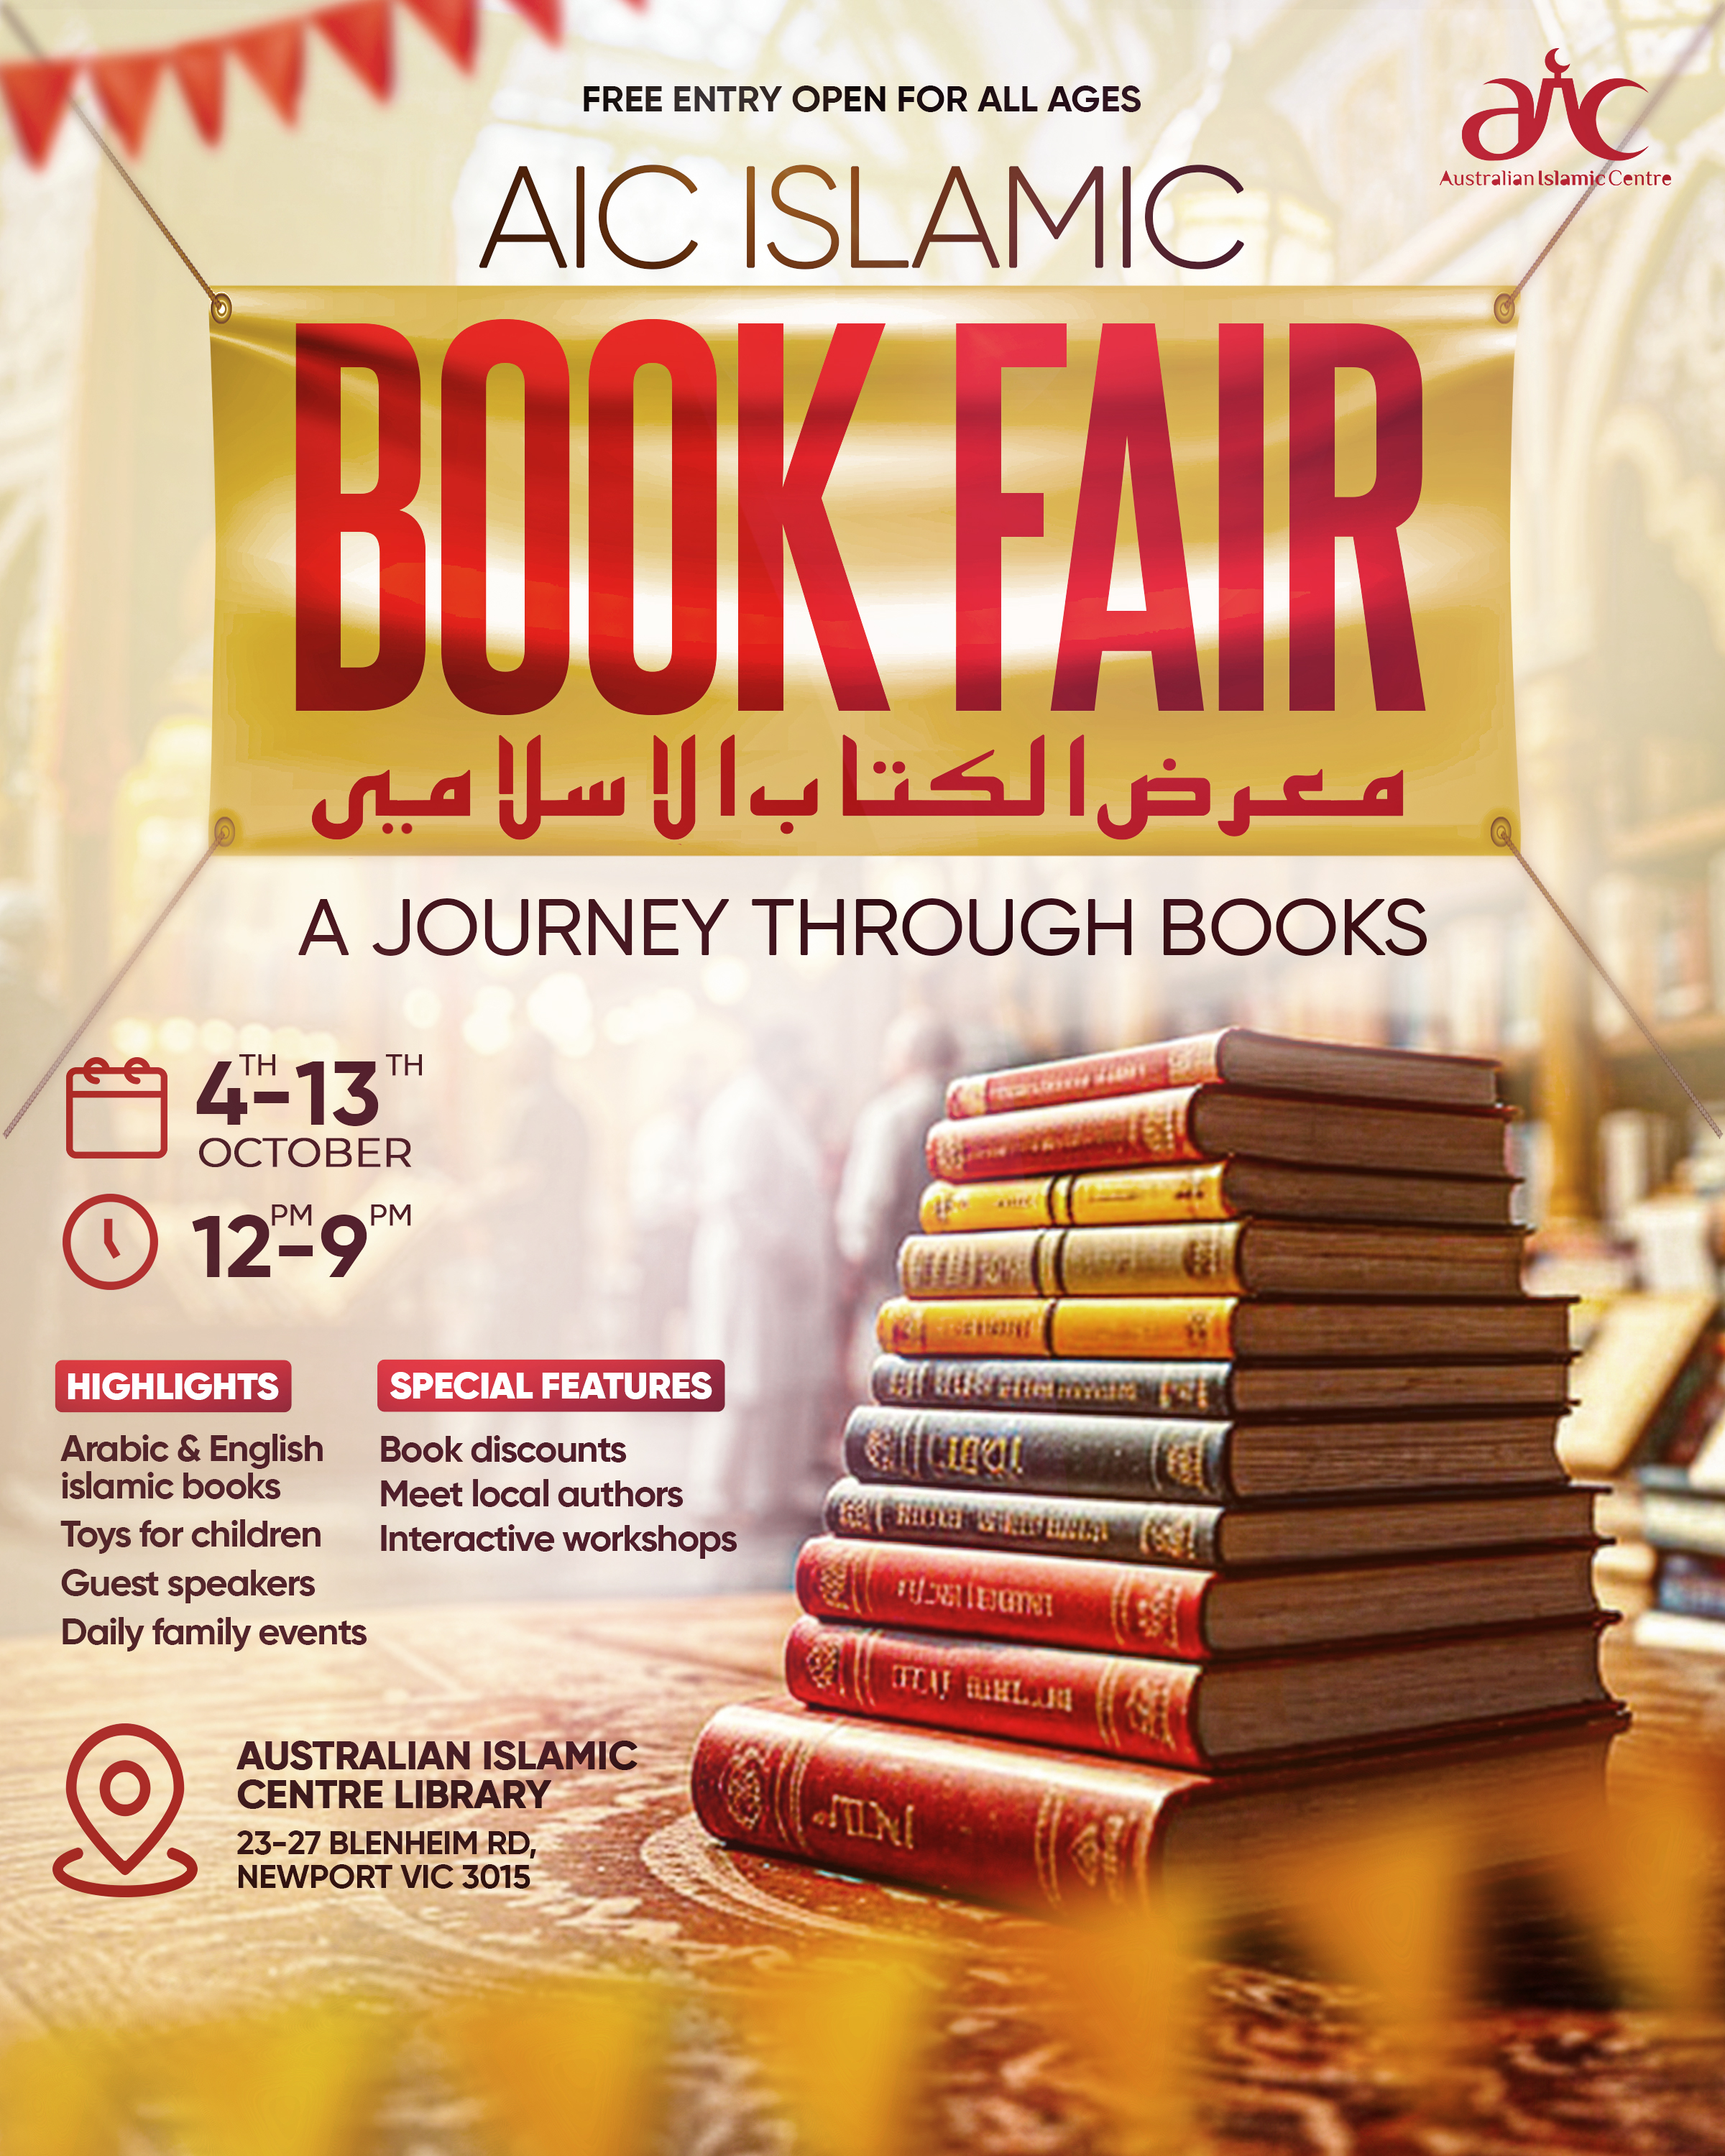 FREE ENTRY OPEN FOR ALL AGES
aic
Australian Islamic Centre
AIC ISLAMIC
BOOK FAIR
معرض الكتاب الاسلامي
A JOURNEY THROUGH BOOKS
4TH-13TH
OCTOBER
12PM-9PM
HIGHLIGHTS
Arabic & English
islamic books
Toys for children
Guest speakers
Daily family events
SPECIAL FEATURES
Book discounts
Meet local authors
Interactive workshops
AUSTRALIAN ISLAMIC
CENTRE LIBRARY
23-27 BLENHEIM RD,
NEWPORT VIC 3015